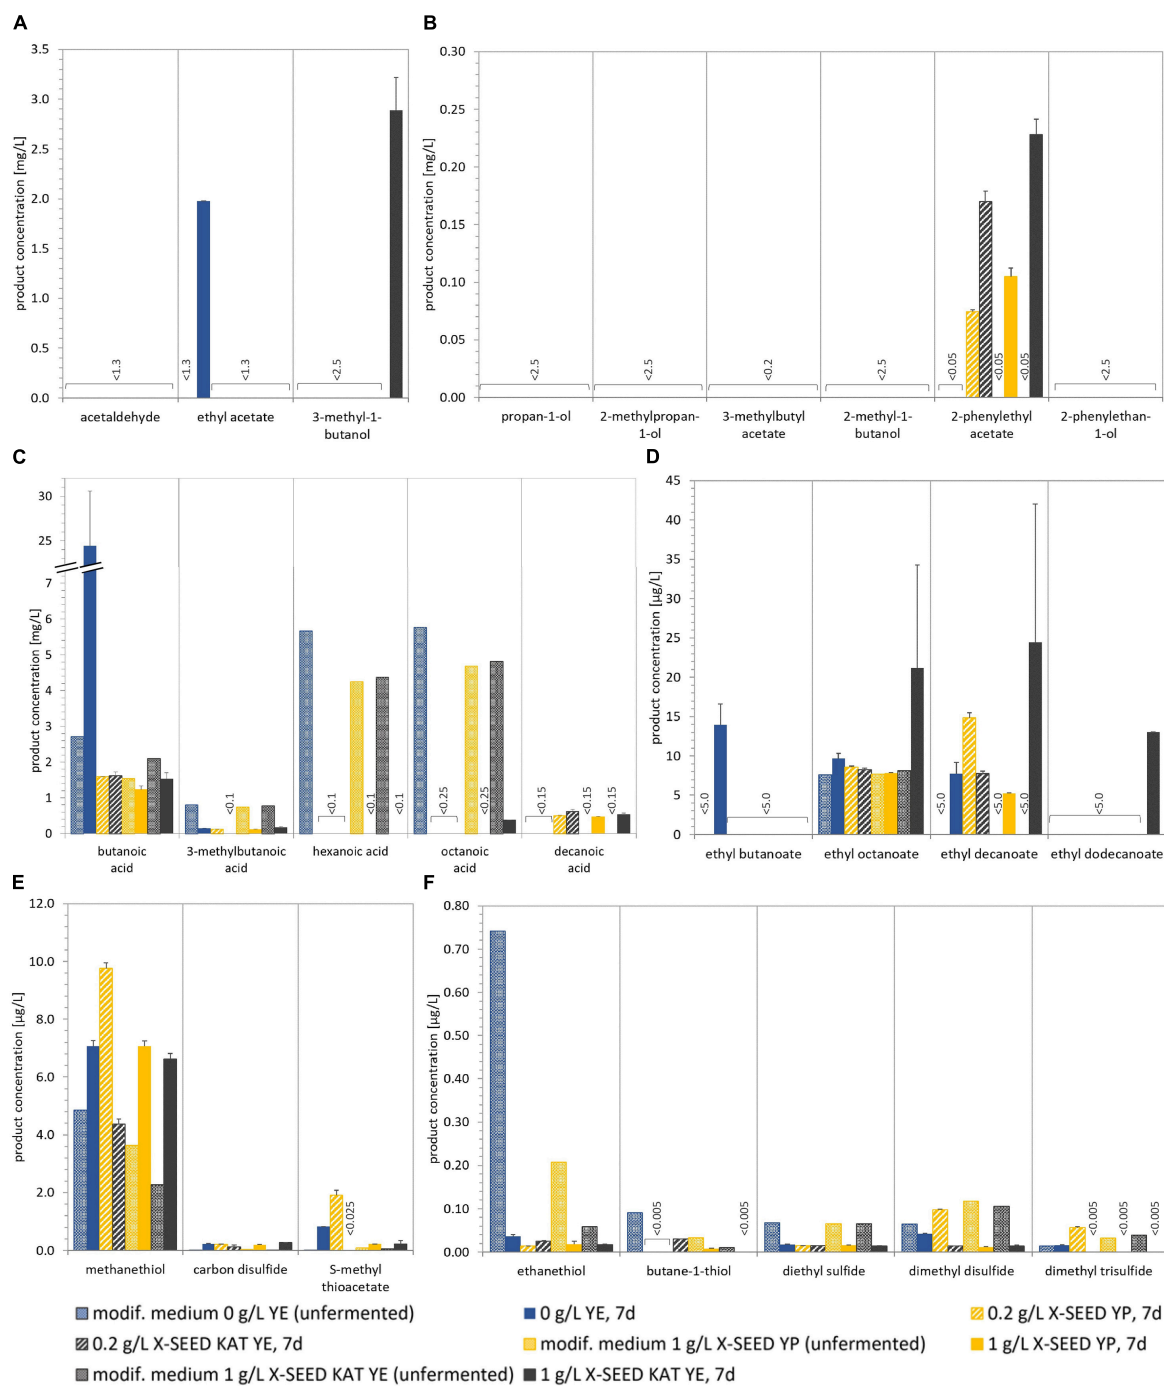 A
B
3.5
3.0
2.5
2.0
1.5
1.0
0.5
0.0
product concentration [mg/L]
<1.3
<1.3
<1.3
<2.5
acetaldehyde
ethyl acetate
3-methyl-1-
butanol
0.30
0.25
0.20
0.15
0.10
0.05
0.00
product concentration [mg/L]
<2.5
<2.5
<0.2
<2.5
<0.05
<0.05
<0.05
<2.5
propan-1-ol
2-methylpropan-
1-ol
3-methylbutyl
acetate
2-methyl-1-
butanol
2-phenylethyl
acetate
2-phenylethan-
1-ol
C
D
30
25
7
6
5
4
3
2
1
0
product concentration [mg/L]
<0.1
<0.1
<0.1
<0.1
<0.25
<0.25
<0.15
<0.15
<0.15
butanoic
acid
3-methylbutanoic
acid
hexanoic acid
octanoic
acid
decanoic
acid
45
40
35
30
25
20
15
10
5
0
product concentration [µg/L]
<5.0
<5.0
<5.0
<5.0
<5.0
<5.0
ethyl butanoate
ethyl octanoate
ethyl decanoate
ethyl dodecanoate
E
F
12.0
10.0
8.0
6.0
4.0
2.0
0.0
product concentration [µg/L]
<0.025
methanethiol
carbon disulfide
S-methyl
thioacetate
0.80
0.70
0.60
0.50
0.40
0.30
0.20
0.10
0.00
product concentration [µg/L]
<0.005
<0.005
<0.005
<0.005
<0.005
ethanethiol
butane-1-thiol
diethyl sulfide
dimethyl disulfide
dimethyl trisulfide
modif. medium 0 g/L YE (unfermented)
0 g/L YE, 7d
0.2 g/L X-SEED YP, 7d
0.2 g/L X-SEED KAT YE, 7d
modif. medium 1 g/L X-SEED YP (unfermented)
1 g/L X-SEED YP, 7d
modif. medium 1 g/L X-SEED KAT YE (unfermented)
1 g/L X-SEED KAT YE, 7d